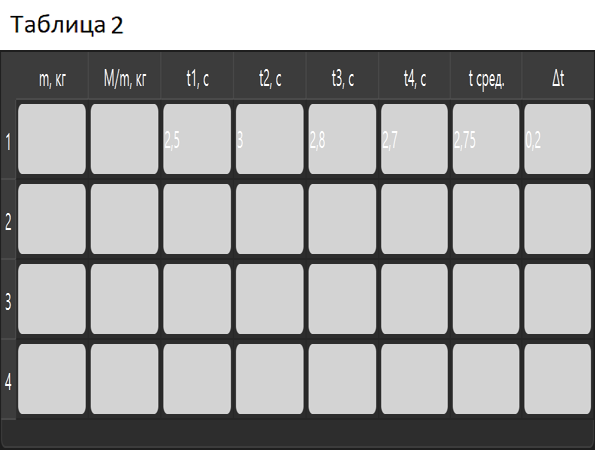 Таблица 2
m, кг M/m, кг t1, с t2, с t3, с t4, с t сред. Δt
1 2,5 3 2,8 2,7 2,75 0,2
2
3
4